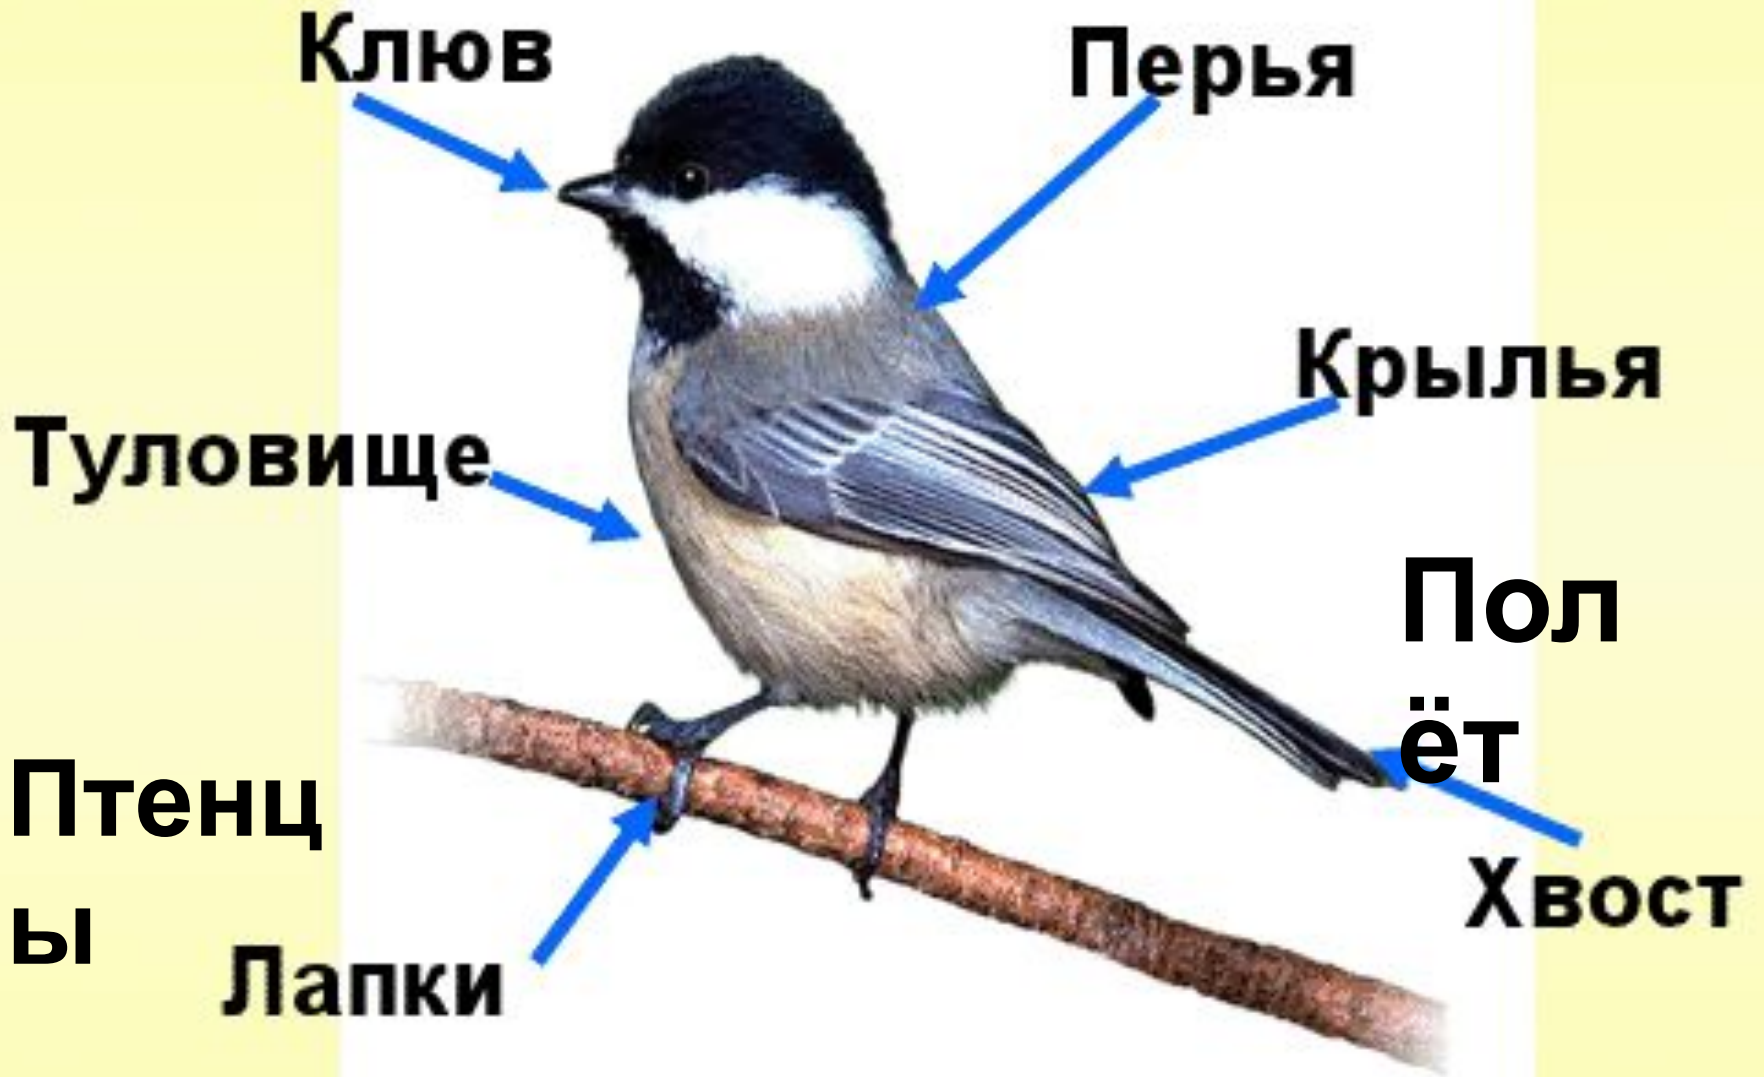 Клюв
Перья
Крылья
Туловище
Пол
ёт
Птенц
ы
Хвост
Лапки